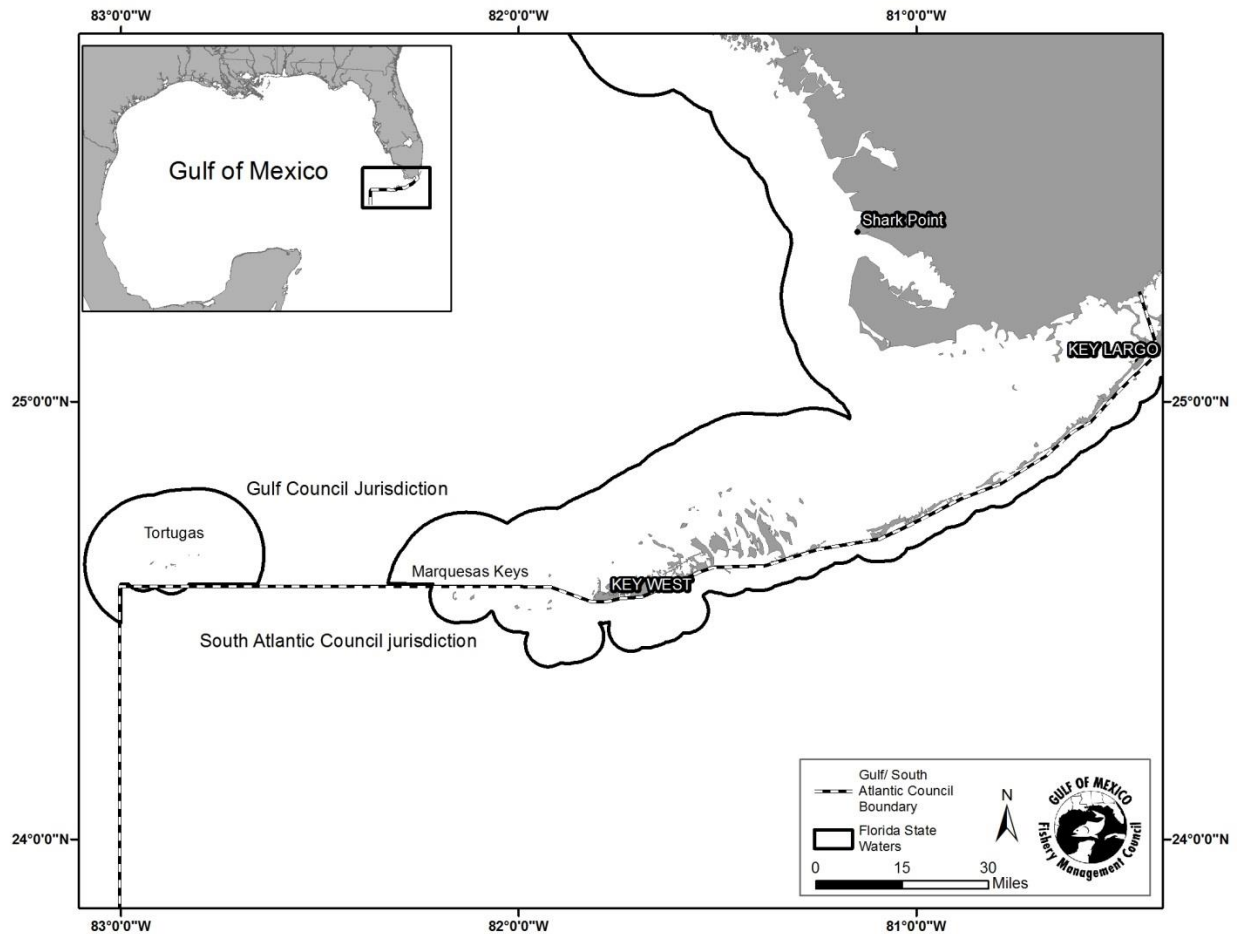 83°0'0"W
82°0'0"W
81°0'0"W
Gulf of Mexico
Shark Point
KEY LARGO
25°0'0"N
25°0'0"N
Gulf Council Jurisdiction
Tortugas
Marquesas Keys
KEY WEST
South Atlantic Council jurisdiction
Gulf/ South
Atlantic Council
Boundary
Florida State
Waters
N
0
15
30
Miles
GULF OF MEXICO
Fishery Management Council
24°0'0"N
24°0'0"N
83°0'0"W
82°0'0"W
81°0'0"W